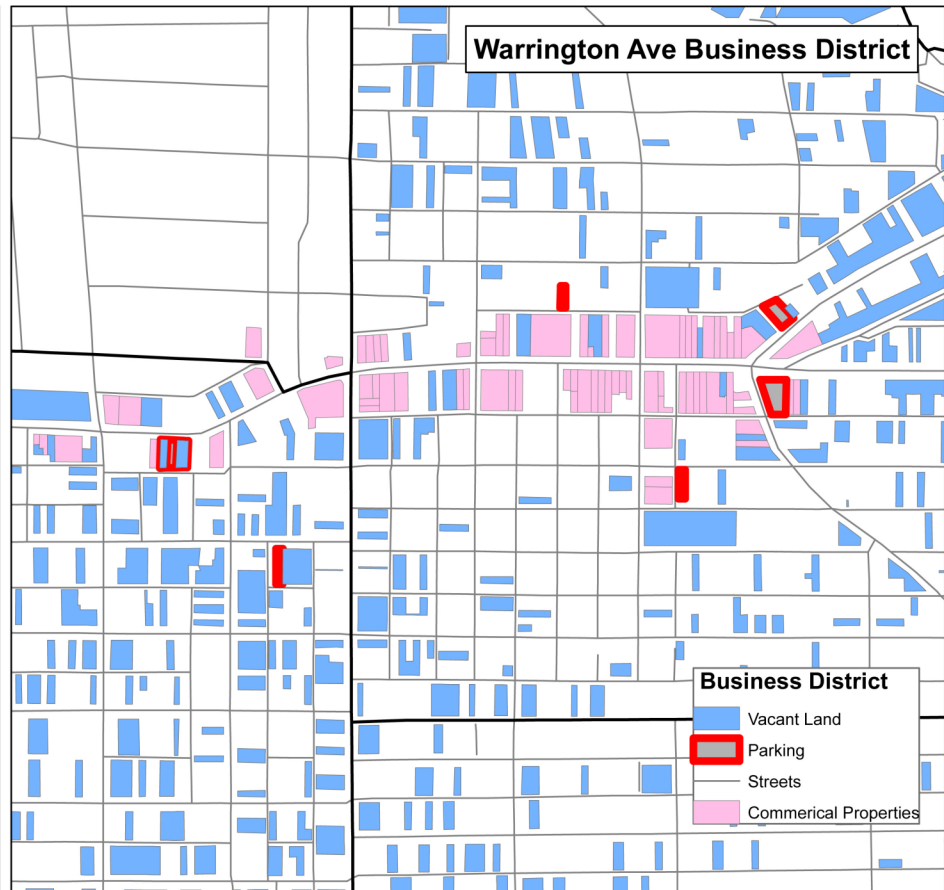 Warrington Ave Business District
Business District
Vacant Land
Parking
Streets
Commerical Properties